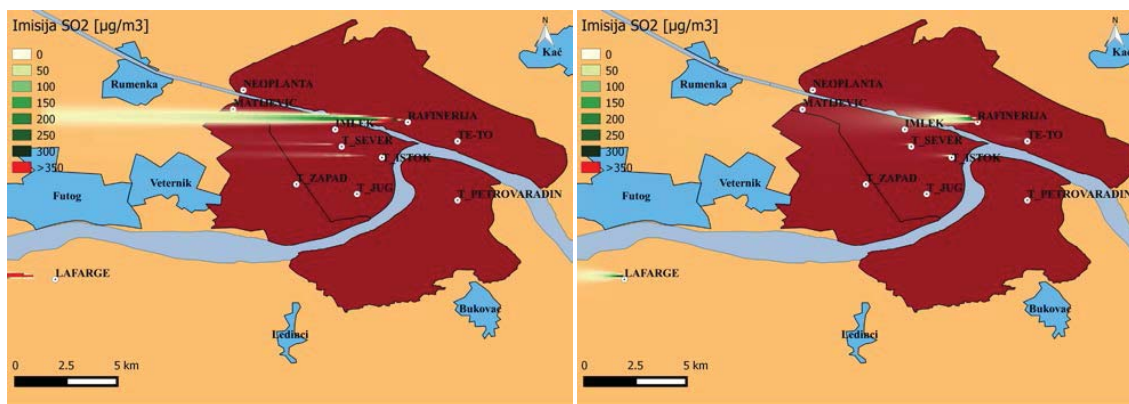 Imisija SO2 [µg/m3]
0
50
100
150
200
250
300
>350
N
Kać
Rumenka
NEOPLANTA
MATIJEVIC
RAFINERIJA
IMLEK
TE-TO
T_SEVER
T_ISTOK
T_ZAPAD
T_JUG
T_PETROVARADIN
Veternik
Futog
LAFARGE
Bukovac
Ledinci
0 2.5 5 km
Imisija SO2 [µg/m3]
0
50
100
150
200
250
300
>350
N
Kać
Rumenka
NEOPLANTA
MATIJEVIC
RAFINERIJA
IMLEK
TE-TO
T_SEVER
T_ISTOK
T_ZAPAD
T_JUG
T_PETROVARADIN
Veternik
Futog
LAFARGE
Bukovac
Ledinci
0 2.5 5 km